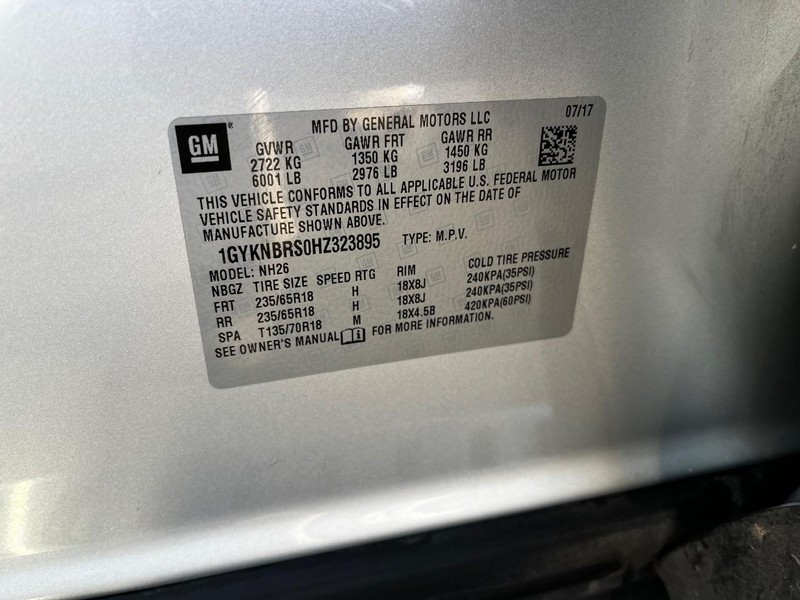 GM
MFD BY GENERAL MOTORS LLC 07/17
GVWR GAWR FRT GAWR RR
2722 KG 1350 KG 1450 KG
6001 LB 2976 LB 3196 LB
THIS VEHICLE CONFORMS TO ALL APPLICABLE U.S. FEDERAL MOTOR
VEHICLE SAFETY STANDARDS IN EFFECT ON THE DATE OF
MANUFACTURE SHOWN ABOVE.
1GYKNBRS0HZ323895 TYPE: M.P.V.
MODEL: NH26
NBGZ TIRE SIZE SPEED RTG RIM COLD TIRE PRESSURE
FRT 235/65R18 H 18X8J 240KPA(35PSI)
RR 235/65R18 H 18X8J 240KPA(35PSI)
SPA T135/70R18 M 18X4.5B 420KPA(60PSI)
SEE OWNER'S MANUAL FOR MORE INFORMATION.